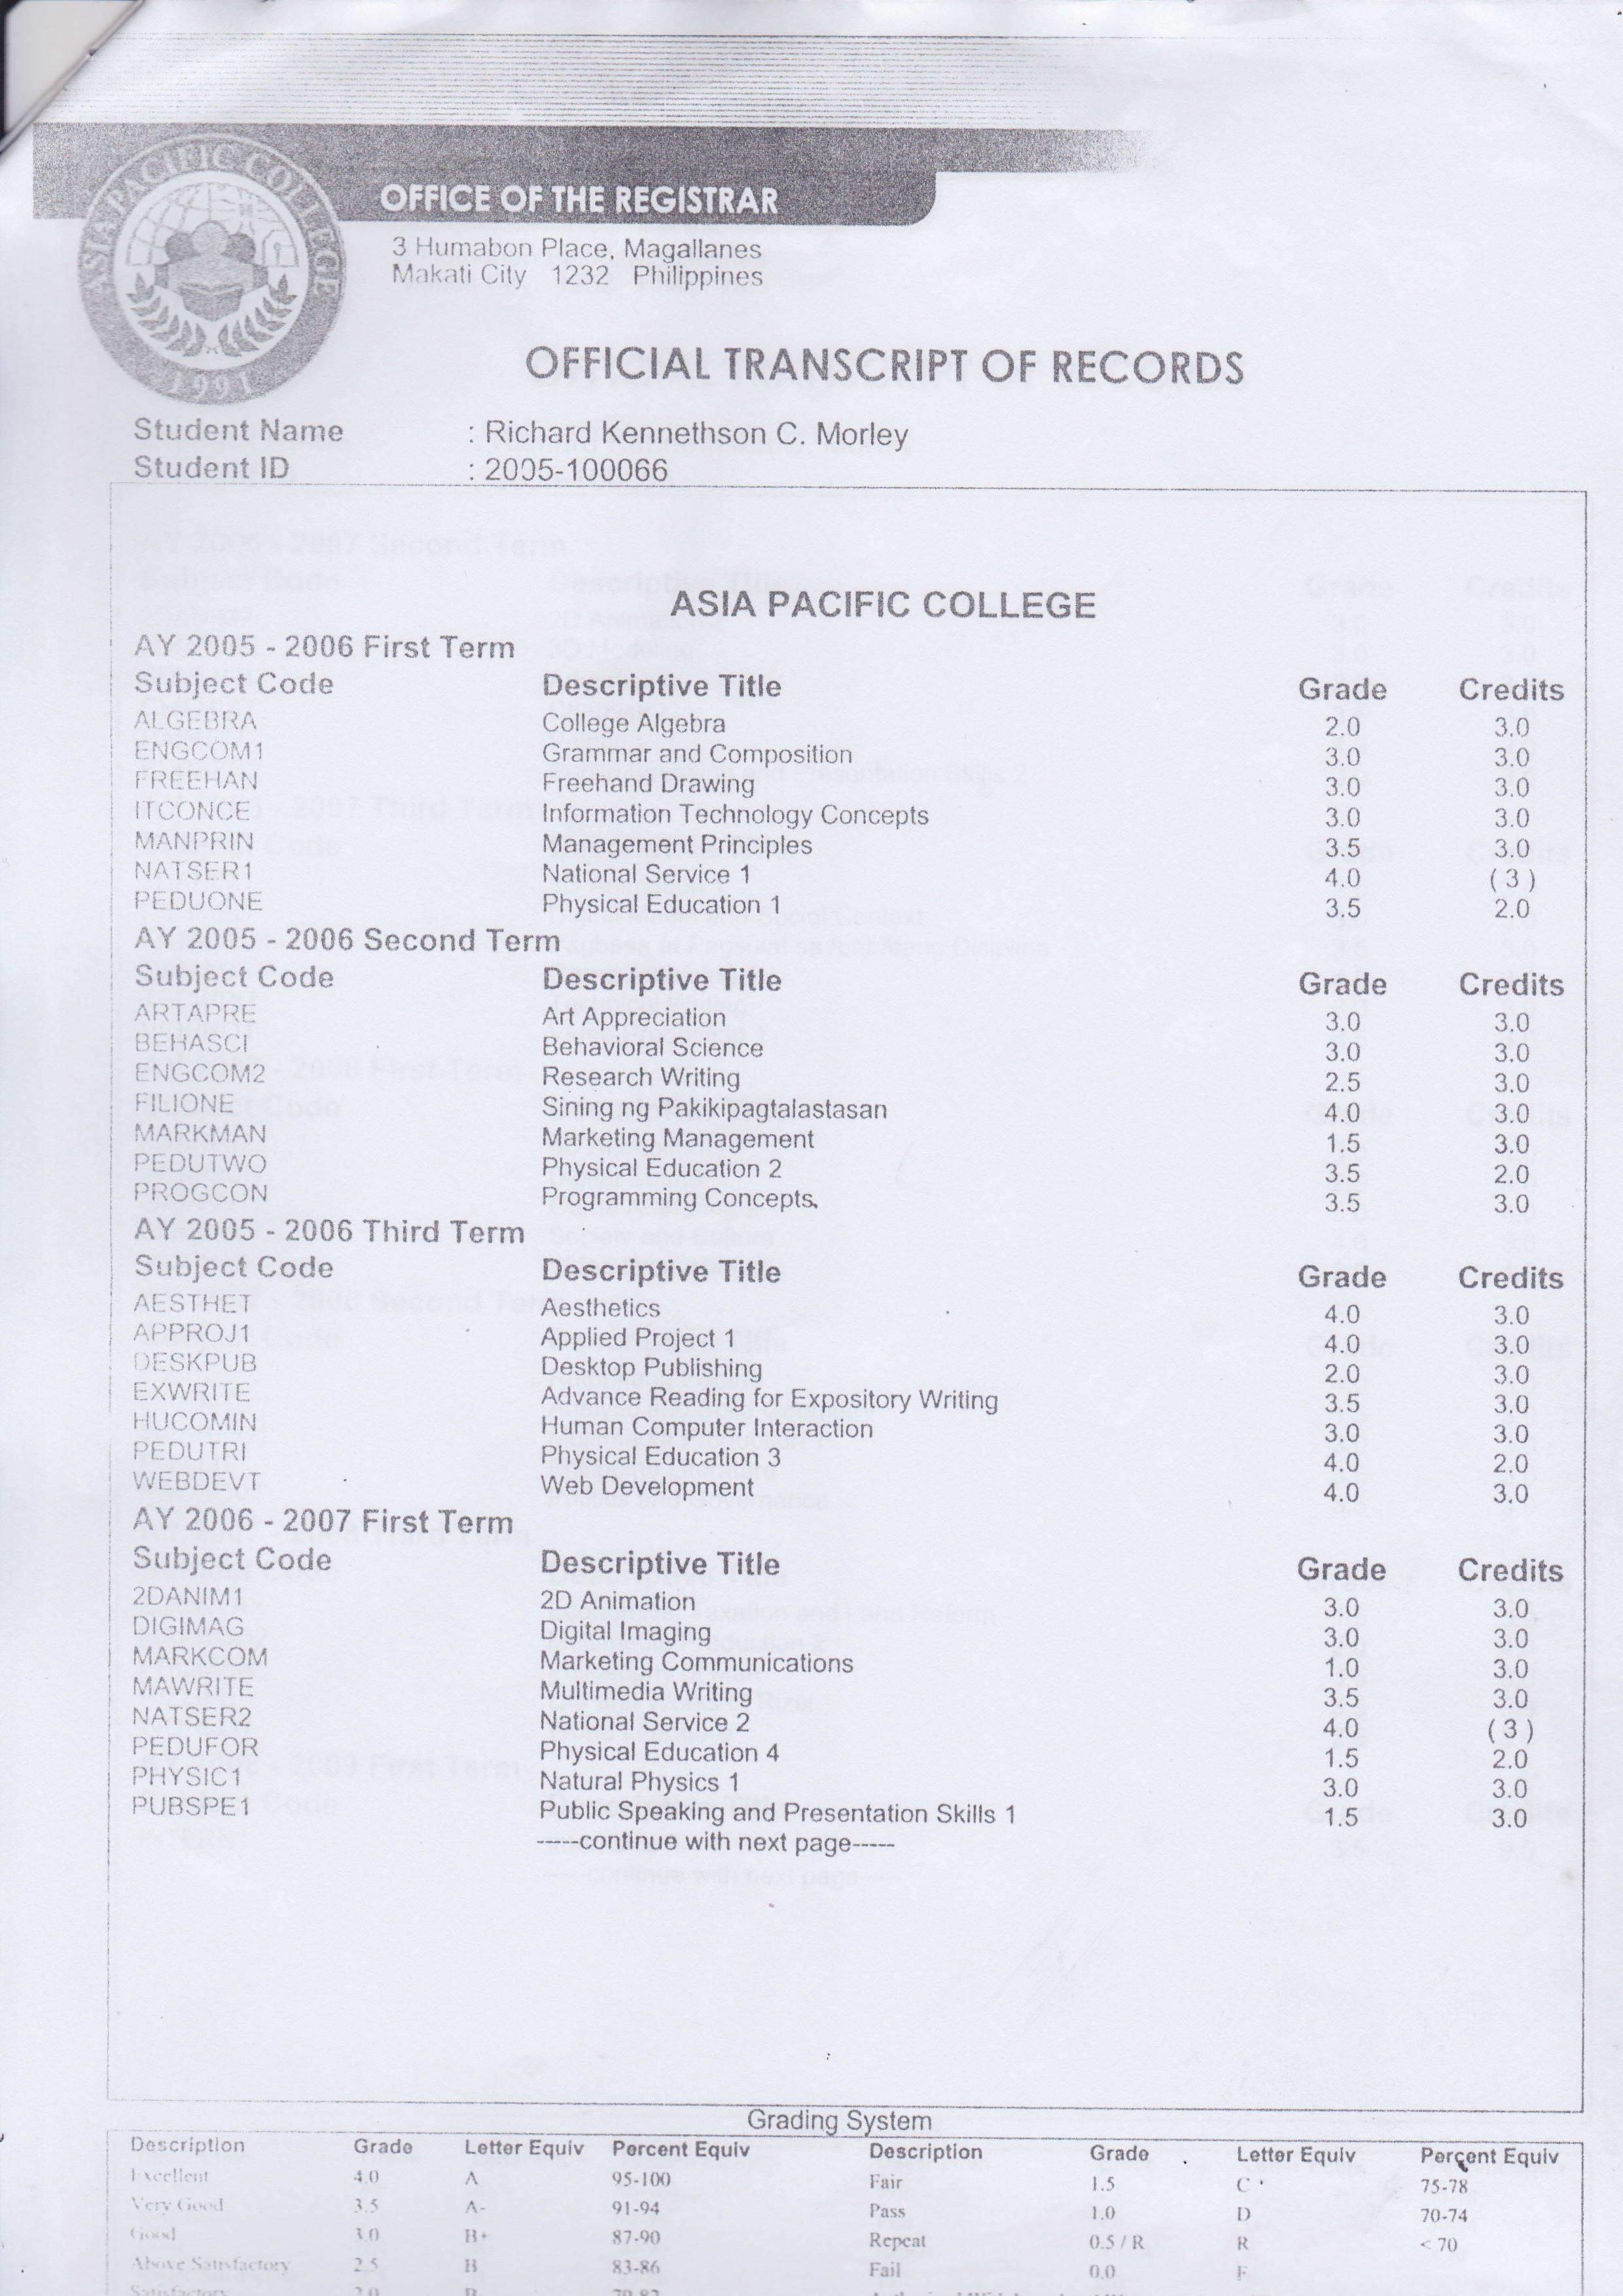 ASIA PACIFIC COLLEGE
1991
OFFICE OF THE REGISTRAR
3 Humabon Place, Magallanes
Makati City 1232 Philippines
OFFICIAL TRANSCRIPT OF RECORDS
Student Name : Richard Kennethson C. Morley
Student ID : 2005-100066
ASIA PACIFIC COLLEGE
AY 2005 - 2006 First Term
Subject Code Descriptive Title Grade Credits
ALGEBRA College Algebra 2.0 3.0
ENGCOM1 Grammar and Composition 3.0 3.0
FREEHAN Freehand Drawing 3.0 3.0
ITCONCE Information Technology Concepts 3.0 3.0
MANPRIN Management Principles 3.5 3.0
NATSER1 National Service 1 4.0 ( 3 )
PEDUONE Physical Education 1 3.5 2.0
AY 2005 - 2006 Second Term
Subject Code Descriptive Title Grade Credits
ARTAPRE Art Appreciation 3.0 3.0
BEHASCI Behavioral Science 3.0 3.0
ENGCOM2 Research Writing 2.5 3.0
FILIONE Sining ng Pakikipagtalastasan 4.0 3.0
MARKMAN Marketing Management 1.5 3.0
PEDUTWO Physical Education 2 3.5 2.0
PROGCON Programming Concepts 3.5 3.0
AY 2005 - 2006 Third Term
Subject Code Descriptive Title Grade Credits
AESTHET Aesthetics 4.0 3.0
APPROJ1 Applied Project 1 4.0 3.0
DESKPUB Desktop Publishing 2.0 3.0
EXWRITE Advance Reading for Expository Writing 3.5 3.0
HUCOMIN Human Computer Interaction 3.0 3.0
PEDUTRI Physical Education 3 4.0 2.0
WEBDEVT Web Development 4.0 3.0
AY 2006 - 2007 First Term
Subject Code Descriptive Title Grade Credits
2DANIM1 2D Animation 3.0 3.0
DIGIMAG Digital Imaging 3.0 3.0
MARKCOM Marketing Communications 1.0 3.0
MAWRITE Multimedia Writing 3.5 3.0
NATSER2 National Service 2 4.0 ( 3 )
PEDUFOR Physical Education 4 1.5 2.0
PHYSIC1 Natural Physics 1 3.0 3.0
PUBSPE1 Public Speaking and Presentation Skills 1 1.5 3.0
-----continue with next page-----
Grading System
Description Grade Letter Equiv Percent Equiv Description Grade Letter Equiv Percent Equiv
Excellent 4.0 A 95-100 Fair 1.5 C 75-78
Very Good 3.5 A- 91-94 Pass 1.0 D 70-74
Good 3.0 B+ 87-90 Repeat 0.5 / R R < 70
Above Satisfactory 2.5 B 83-86 Fail 0.0 F
Satisfactory 2.0